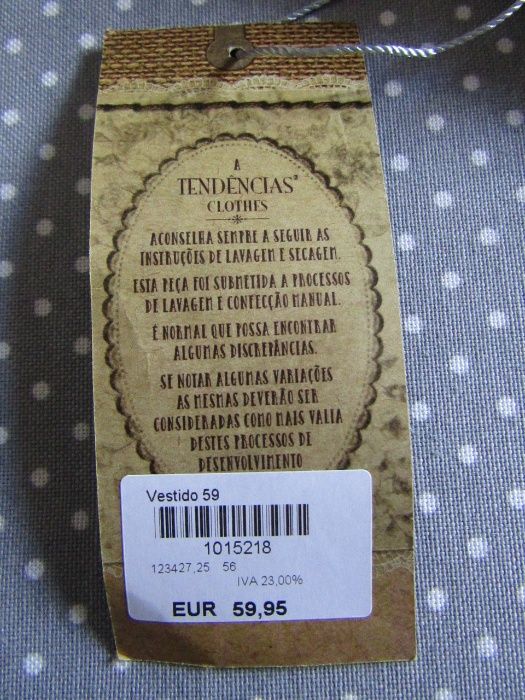 A
TENDÊNCIAS®
CLOTHES
ACONSELHA SEMPRE A SEGUIR AS
INSTRUÇÕES DE LAVAGEM E SECAGEM.
ESTA PEÇA FOI SUBMETIDA A PROCESSOS
DE LAVAGEM E CONFECÇÃO MANUAL.
É NORMAL QUE POSSA ENCONTRAR
ALGUMAS DISCREPÂNCIAS.
SE NOTAR ALGUMAS VARIAÇÕES
AS MESMAS DEVERÃO SER
CONSIDERADAS COMO MAIS VALIA
DESTES PROCESSOS DE
DESENVOLVIMENTO
Vestido 59
1015218
123427,25 56
IVA 23,00%
EUR 59,95